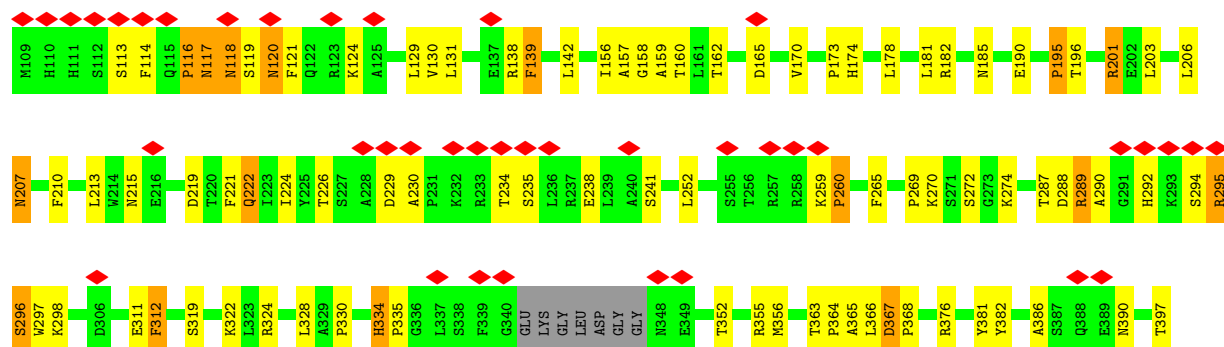 M109 H110 H111 S112 S113 F114 Q115 P116 N117 N118 S119 N120 F121 Q122 R123 K124 A125 L129 V130 L131 E137 R138 F139 L142 I156 A157 G158 A159 T160 L161 T162 D165 V170 P173 H174 L178 L181 R182 N185 E190 P195 T196 R201 E202 L203 L206
N207 F210 L213 W214 N215 E216 D219 T220 F221 Q222 I223 I224 Y225 T226 S227 A228 D229 A230 P231 K232 R233 T234 S235 L236 R237 E238 L239 A240 S241 L252 S255 T256 R257 R258 K259 P260 F265 P269 K270 S271 S272 G273 K274 T287 D288 R289 A290 G291 H292 K293 S294 R295
S296 W297 K298 D306 E311 F312 S319 K322 L323 R324 L328 A329 P330 H334 P335 G336 L337 S338 F339 G340 GLU LYS GLY LEU ASP GLY GLY N348 E349 T352 R355 M356 T363 P364 A365 L366 D367 P368 R376 Y381 Y382 A386 S387 Q388 E389 N390 T397